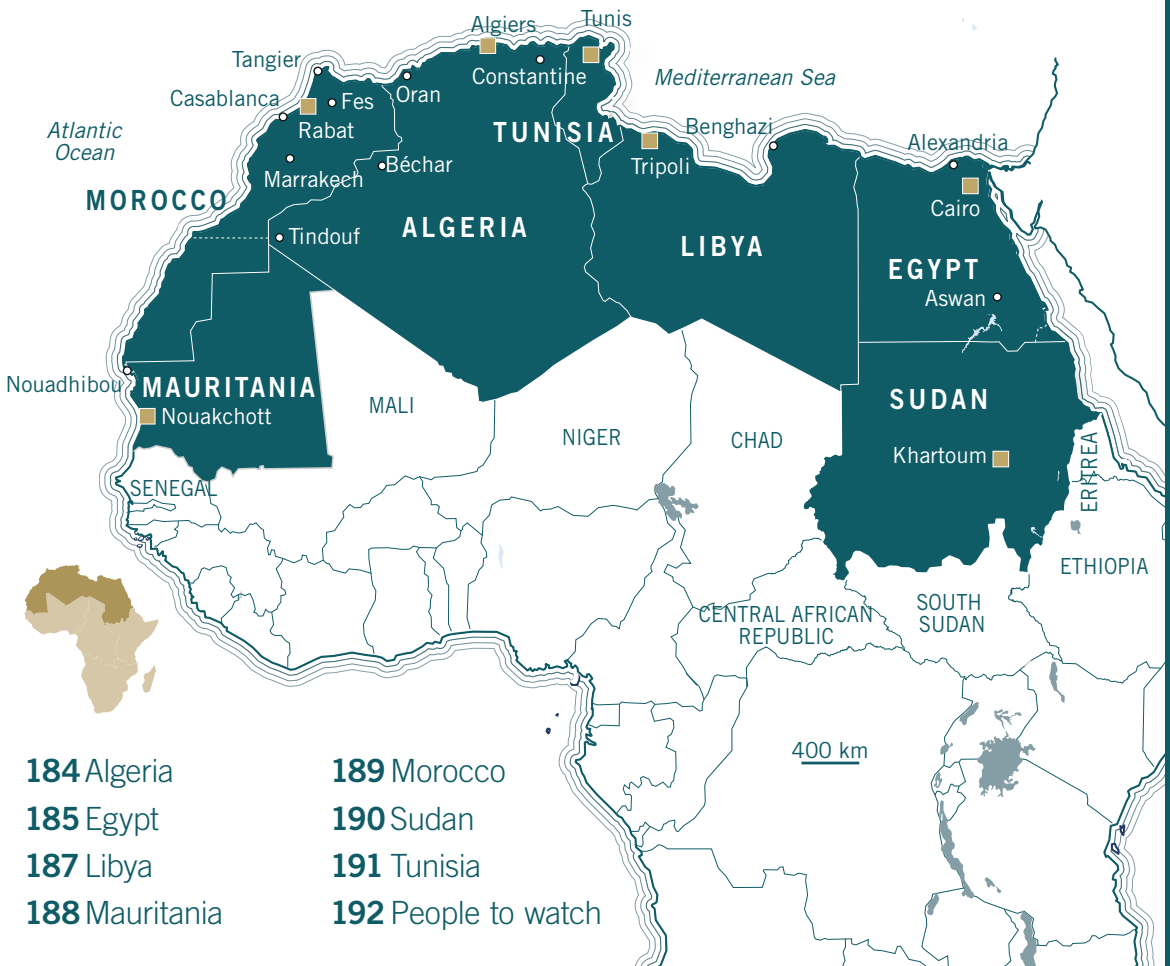 Algiers
Tunis
Tangier
Constantine
Mediterranean Sea
Casablanca
Fes
Oran
Atlantic
Ocean
Rabat
TUNISIA
Benghazi
Tripoli
Alexandria
Marrakech
Béchar
MOROCCO
Cairo
ALGERIA
Tindouf
LIBYA
EGYPT
Aswan
Nouadhibou
MAURITANIA
Nouakchott
MALI
SUDAN
NIGER
CHAD
Khartoum
ERITREA
SENEGAL
ETHIOPIA
CENTRAL AFRICAN
REPUBLIC
SOUTH
SUDAN
400 km
184 Algeria
185 Egypt
187 Libya
188 Mauritania
189 Morocco
190 Sudan
191 Tunisia
192 People to watch